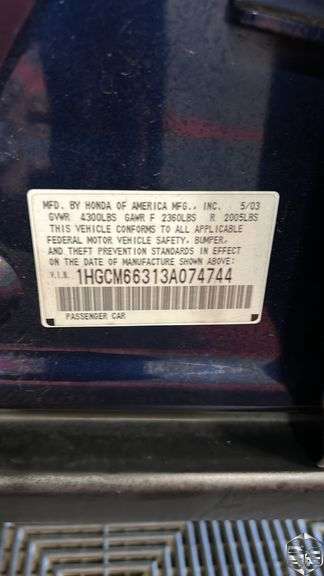 MFD. BY HONDA OF AMERICA MFG., INC. 5/03
GVWR 4300LBS GAWR F 2360LBS R 2005LBS
THIS VEHICLE CONFORMS TO ALL APPLICABLE
FEDERAL MOTOR VEHICLE SAFETY, BUMPER,
AND THEFT PREVENTION STANDARDS IN EFFECT
ON THE DATE OF MANUFACTURE SHOWN ABOVE.
V.I.N. 1HGCM66313A074744
PASSENGER CAR